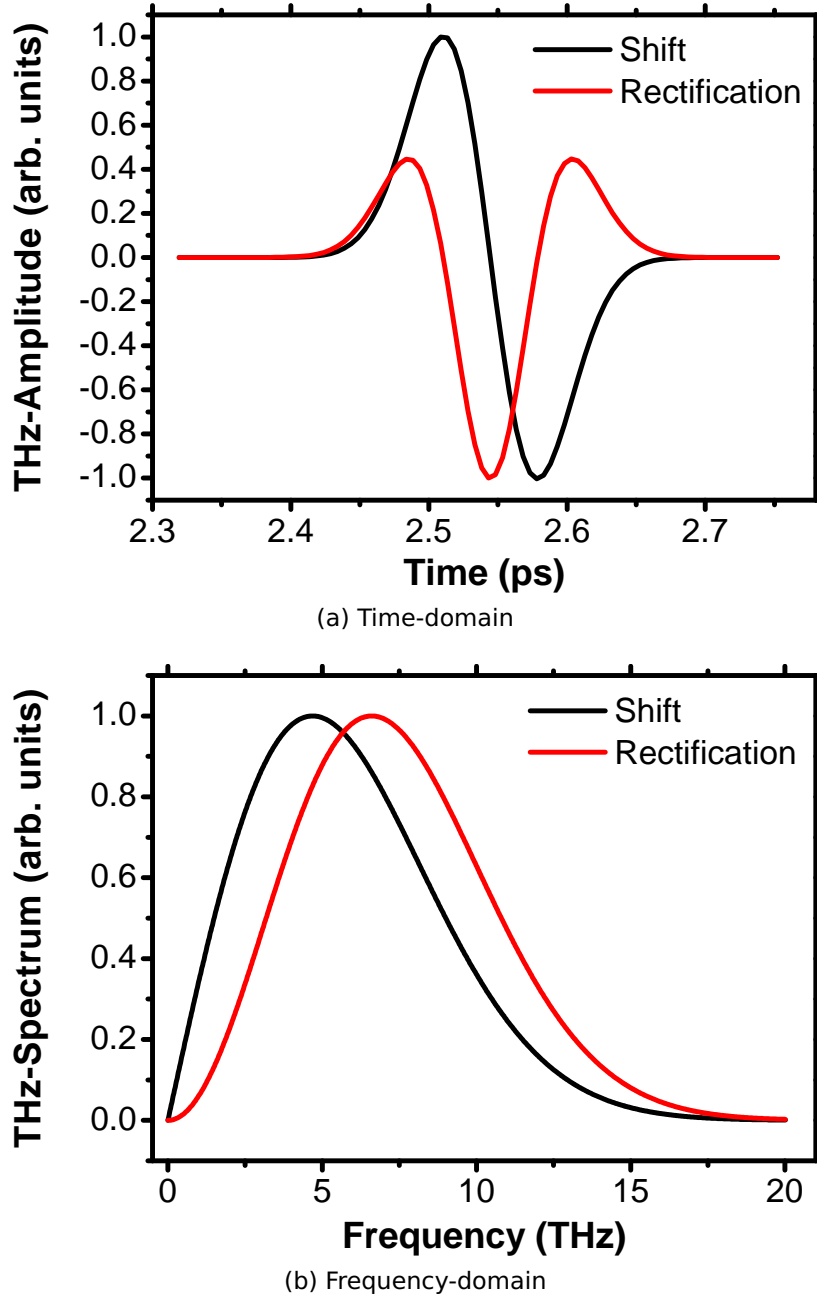 Shift
Rectification
THz-Amplitude (arb. units)
1.0
0.8
0.6
0.4
0.2
0.0
-0.2
-0.4
-0.6
-0.8
-1.0
2.3 2.4 2.5 2.6 2.7
Time (ps)
(a) Time-domain
Shift
Rectification
THz-Spectrum (arb. units)
1.0
0.8
0.6
0.4
0.2
0.0
0 5 10 15 20
Frequency (THz)
(b) Frequency-domain